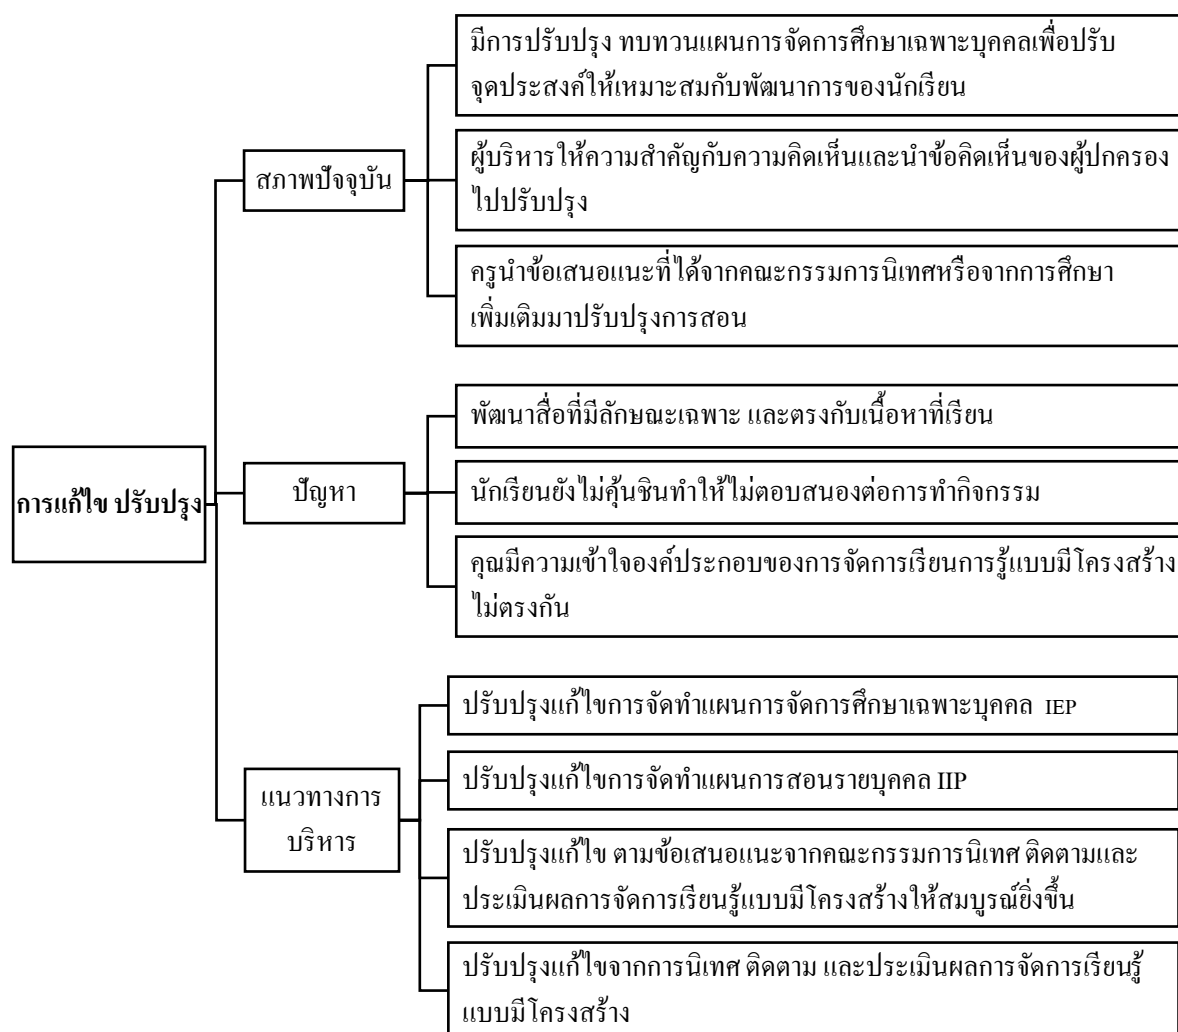 มีการปรับปรุง ทบทวนแผนการจัดการศึกษาเฉพาะบุคคลเพื่อปรับ
จุดประสงค์ให้เหมาะสมกับพัฒนาการของนักเรียน
สภาพปัจจุบัน
ผู้บริหารให้ความสำคัญกับความคิดเห็นและนำข้อคิดเห็นของผู้ปกครอง
ไปปรับปรุง
ครูนำข้อเสนอแนะที่ได้จากคณะกรรมการนิเทศหรือจากการศึกษา
เพิ่มเติมมาปรับปรุงการสอน
การแก้ไข ปรับปรุง
ปัญหา
พัฒนาสื่อที่มีลักษณะเฉพาะ และตรงกับเนื้อหาที่เรียน
นักเรียนยังไม่คุ้นชินทำให้ไม่ตอบสนองต่อการทำกิจกรรม
คุณมีความเข้าใจองค์ประกอบของการจัดการเรียนการรู้แบบมีโครงสร้าง
ไม่ตรงกัน
แนวทางการ
บริหาร
ปรับปรุงแก้ไขการจัดทำแผนการจัดการศึกษาเฉพาะบุคคล IEP
ปรับปรุงแก้ไขการจัดทำแผนการสอนรายบุคคล IIP
ปรับปรุงแก้ไข ตามข้อเสนอแนะจากคณะกรรมการนิเทศ ติดตามและ
ประเมินผลการจัดการเรียนรู้แบบมีโครงสร้างให้สมบูรณ์ยิ่งขึ้น
ปรับปรุงแก้ไขจากการนิเทศ ติดตาม และประเมินผลการจัดการเรียนรู้
แบบมีโครงสร้าง